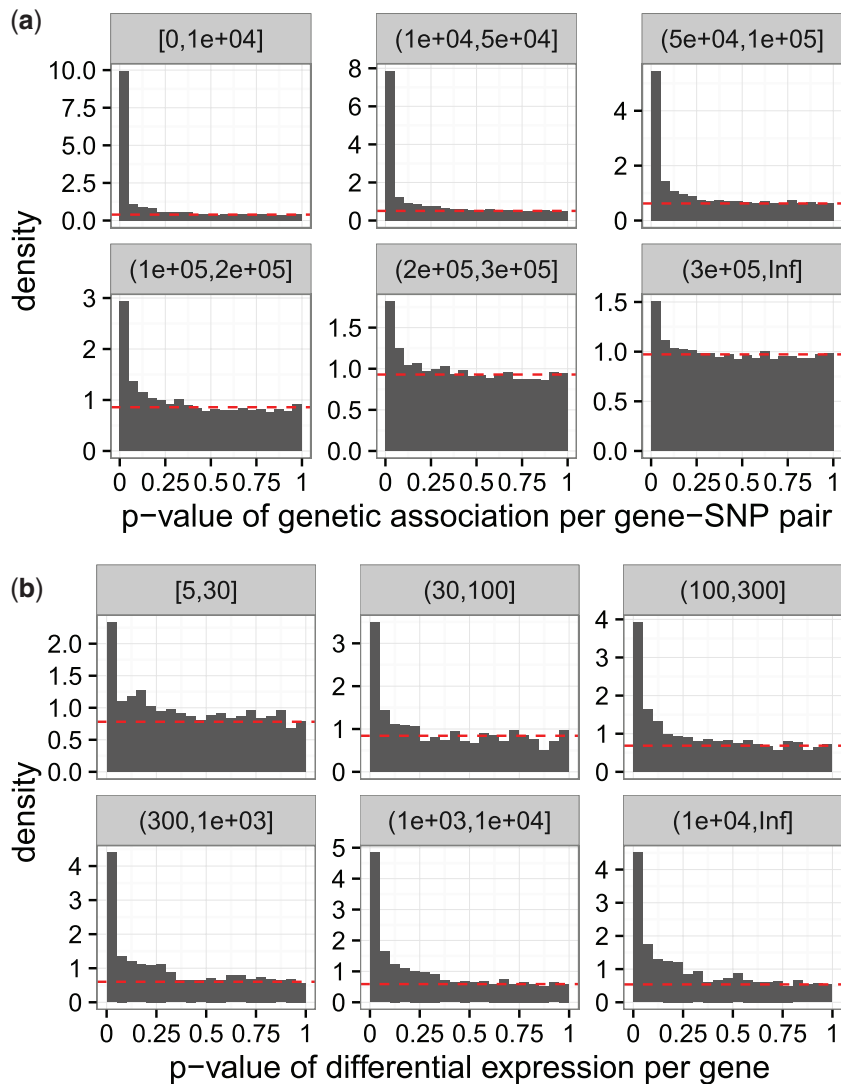 (a)
[0,1e+04] (1e+04,5e+04] (5e+04,1e+05]
10.0 7.5 5.0 2.5 0.0
8 6 4 2 0
4 2 0
(1e+05,2e+05] (2e+05,3e+05] (3e+05,Inf]
3 2 1 0
1.5 1.0 0.5 0.0
1.5 1.0 0.5 0.0
density
0 0.25 0.5 0.75 1 0 0.25 0.5 0.75 1 0 0.25 0.5 0.75 1
p−value of genetic association per gene−SNP pair
(b)
[5,30] (30,100] (100,300]
2.0 1.5 1.0 0.5 0.0
3 2 1 0
4 3 2 1 0
(300,1e+03] (1e+03,1e+04] (1e+04,Inf]
4 3 2 1 0
5 4 3 2 1 0
4 3 2 1 0
density
0 0.25 0.5 0.75 1 0 0.25 0.5 0.75 1 0 0.25 0.5 0.75 1
p−value of differential expression per gene